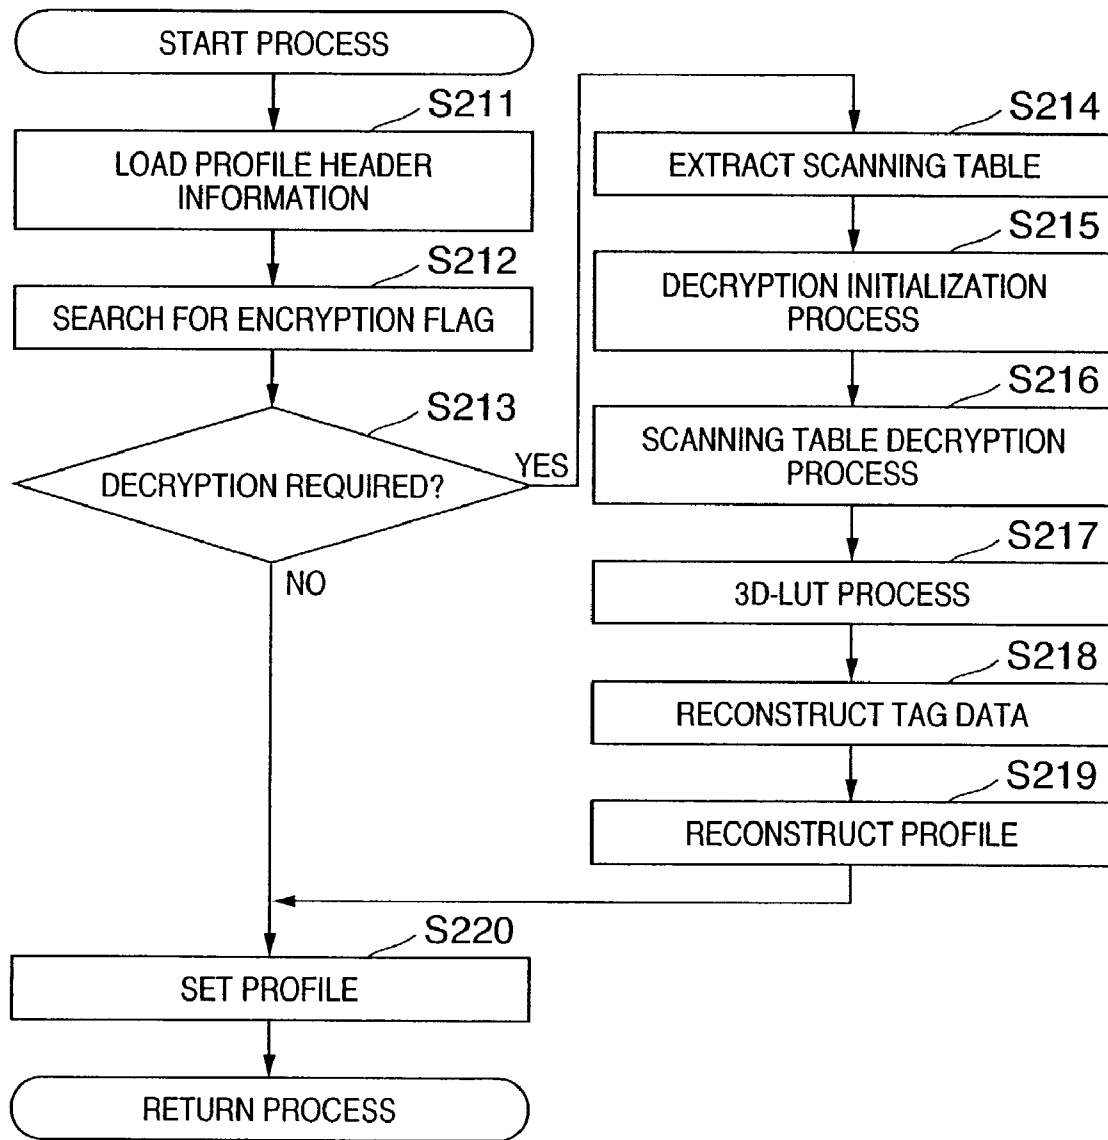 START PROCESS
S211
LOAD PROFILE HEADER
INFORMATION
S212
SEARCH FOR ENCRYPTION FLAG
S213
DECRYPTION REQUIRED?
YES
NO
S214
EXTRACT SCANNING TABLE
S215
DECRYPTION INITIALIZATION
PROCESS
S216
SCANNING TABLE DECRYPTION
PROCESS
S217
3D-LUT PROCESS
S218
RECONSTRUCT TAG DATA
S219
RECONSTRUCT PROFILE
S220
SET PROFILE
RETURN PROCESS